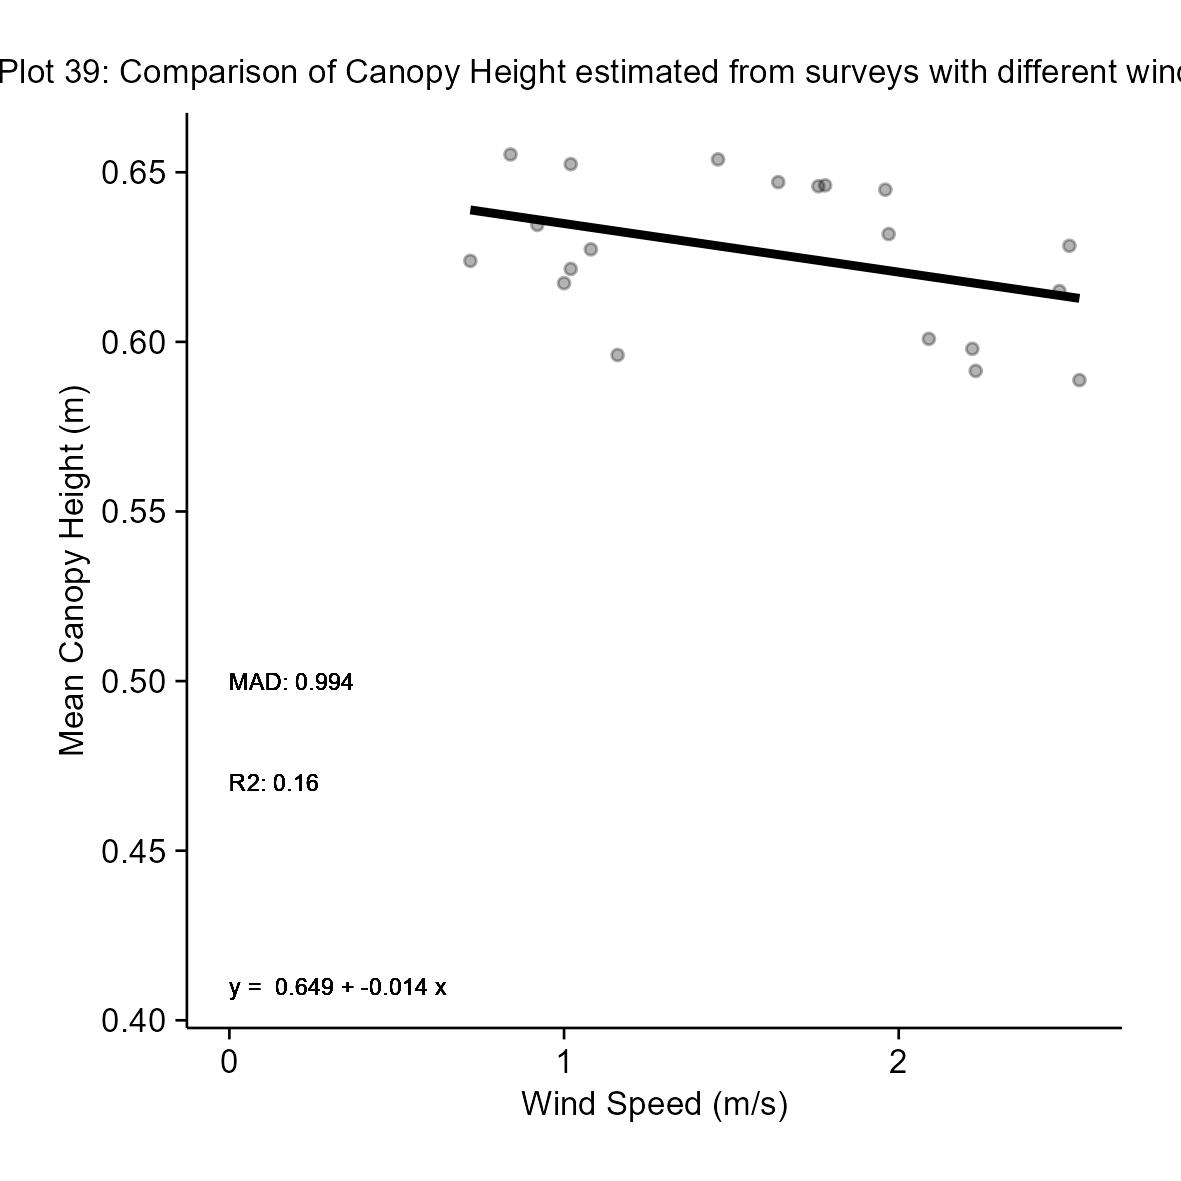 Plot 39: Comparison of Canopy Height estimated from surveys with different wind
0.65
0.60
0.55
0.50
0.45
0.40
Mean Canopy Height (m)
MAD: 0.994
R2: 0.16
y =  0.649 + -0.014 x
0 1 2
Wind Speed (m/s)